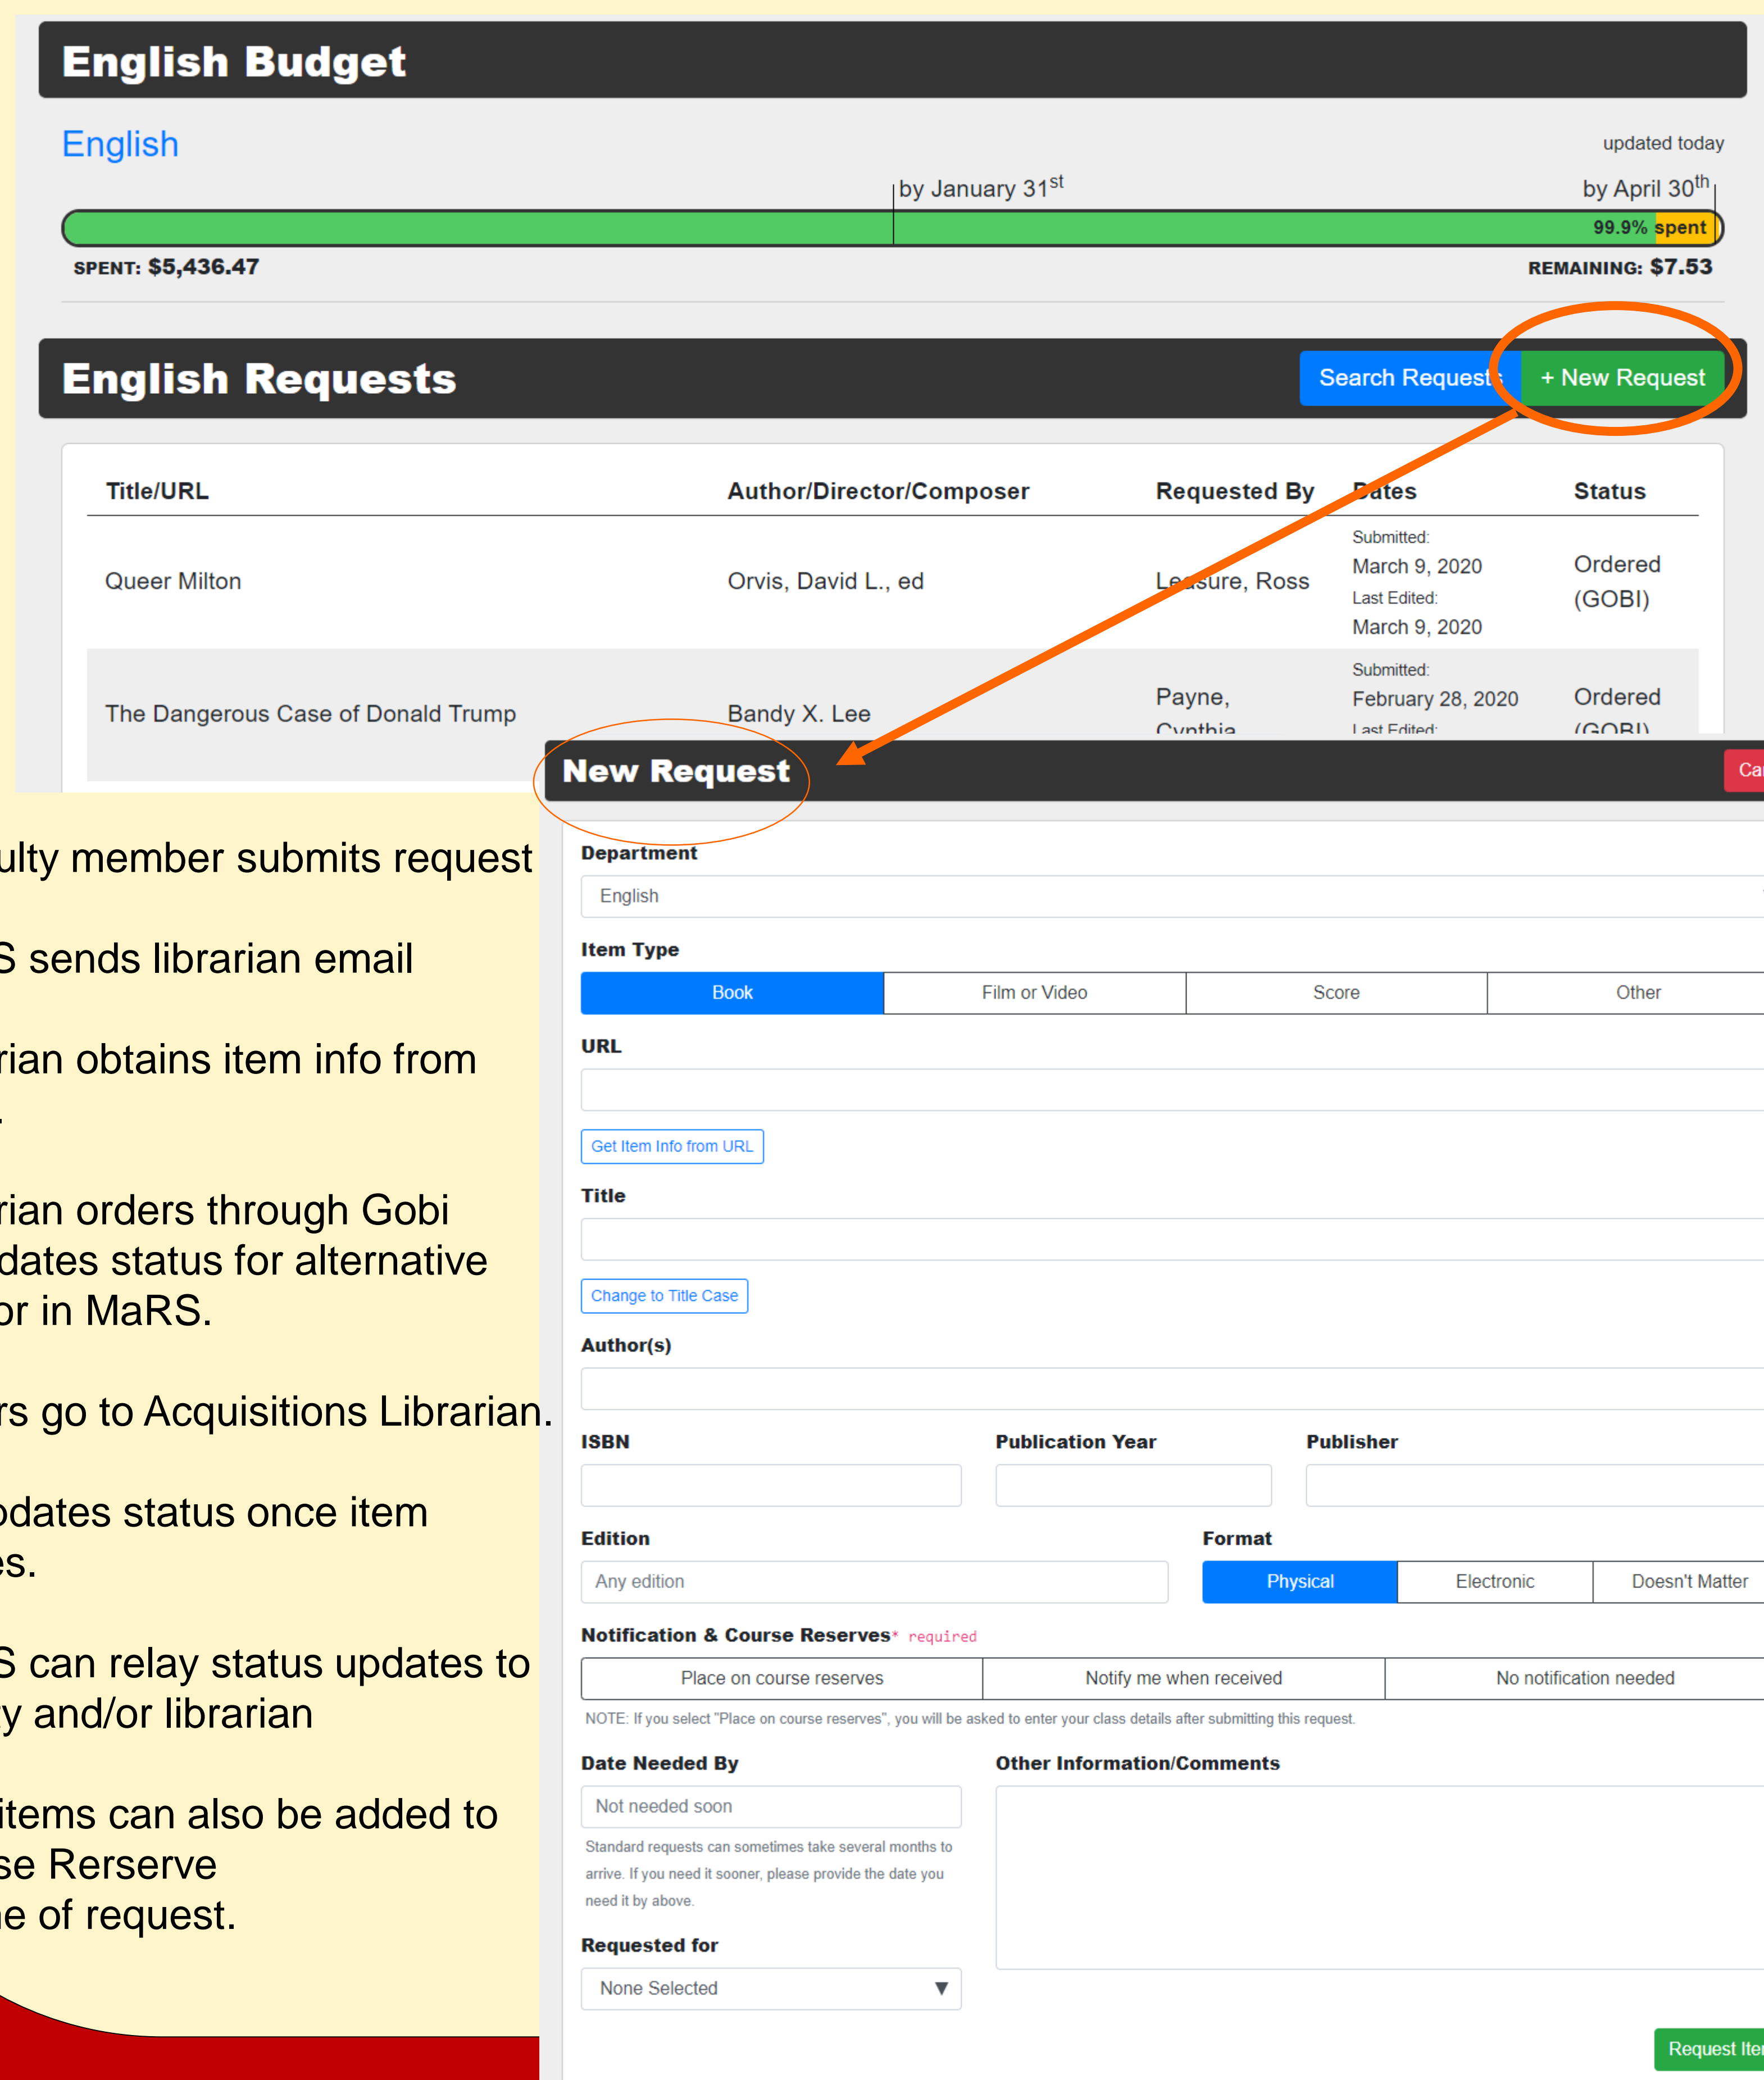 English Budget
English
updated today
by January 31st
by April 30th
99.9% spent
SPENT: $5,436.47
REMAINING: $7.53
English Requests
Search Requests
+ New Request
Title/URL Author/Director/Composer Requested By Dates Status
Queer Milton Orvis, David L., ed Leasure, Ross
Submitted:
March 9, 2020
Last Edited:
March 9, 2020
Ordered
(GOBI)
The Dangerous Case of Donald Trump Bandy X. Lee
Payne,
Cynthia
Submitted:
February 28, 2020
Last Edited:
Ordered
(GOBI)
ulty member submits request
S sends librarian email
rian obtains item info from
.
rian orders through Gobi
dates status for alternative
or in MaRS.
rs go to Acquisitions Librarian.
odates status once item
es.
S can relay status updates to
ty and/or librarian
items can also be added to
se Rerserve
ne of request.
New Request
Ca
Department
English
Item Type
Book Film or Video Score Other
URL
Get Item Info from URL
Title
Change to Title Case
Author(s)
ISBN Publication Year Publisher
Edition Format
Any edition Physical Electronic Doesn't Matter
Notification & Course Reserves* required
Place on course reserves Notify me when received No notification needed
NOTE: If you select "Place on course reserves", you will be asked to enter your class details after submitting this request.
Date Needed By Other Information/Comments
Not needed soon
Standard requests can sometimes take several months to
arrive. If you need it sooner, please provide the date you
need it by above.
Requested for
None Selected
Request Ite